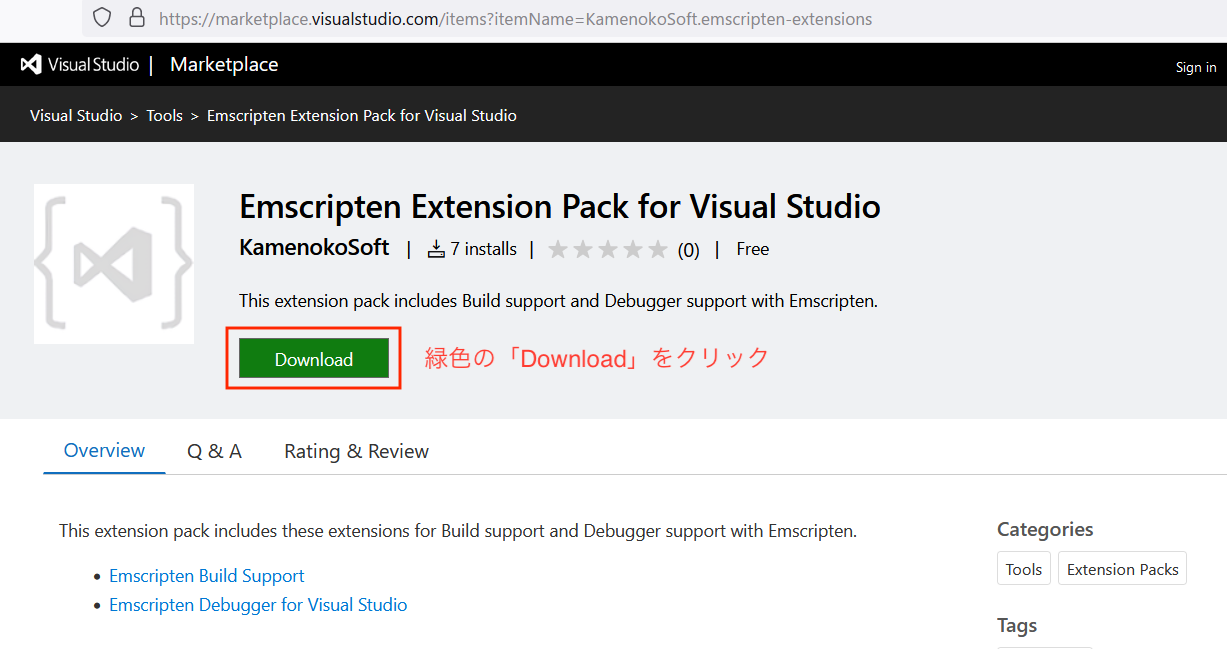 https://marketplace.visualstudio.com/items?itemName=KamenokoSoft.emscripten-extensions
Visual Studio | Marketplace
Sign in
Visual Studio > Tools > Emscripten Extension Pack for Visual Studio
Emscripten Extension Pack for Visual Studio
KamenokoSoft | 7 installs | (0) | Free
This extension pack includes Build support and Debugger support with Emscripten.
Download
緑色の「Download」をクリック
Overview Q & A Rating & Review
This extension pack includes these extensions for Build support and Debugger support with Emscripten.
• Emscripten Build Support
• Emscripten Debugger for Visual Studio
Categories
Tools Extension Packs
Tags